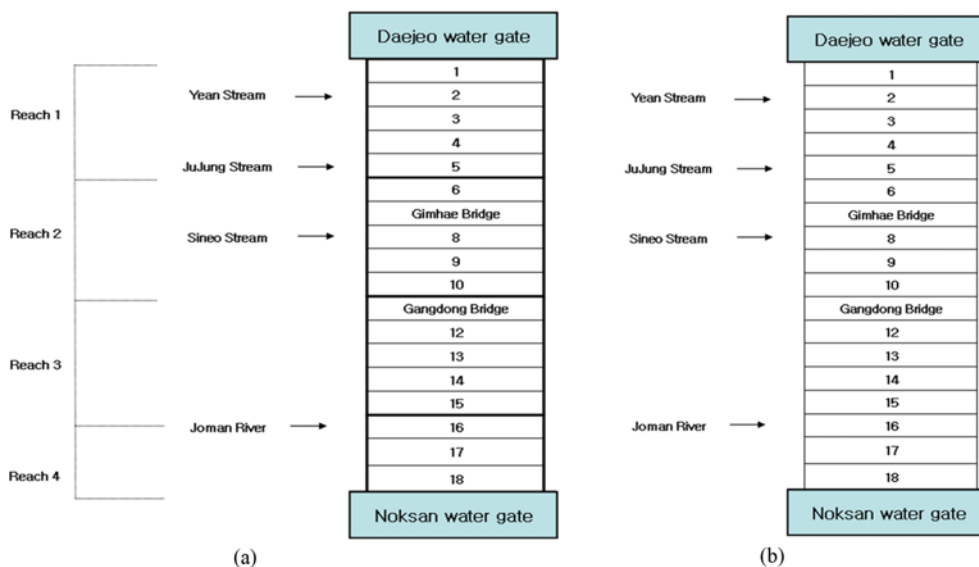 Daejeo water gate
1
Reach 1
Yean Stream
2
3
4
JuJung Stream
5
6
Gimhae Bridge
Reach 2
Sineo Stream
8
9
10
Gangdong Bridge
12
13
Reach 3
14
15
Joman River
16
17
Reach 4
18
Noksan water gate
(a)
Daejeo water gate
1
Yean Stream
2
3
4
JuJung Stream
5
6
Gimhae Bridge
Sineo Stream
8
9
10
Gangdong Bridge
12
13
14
15
Joman River
16
17
18
Noksan water gate
(b)